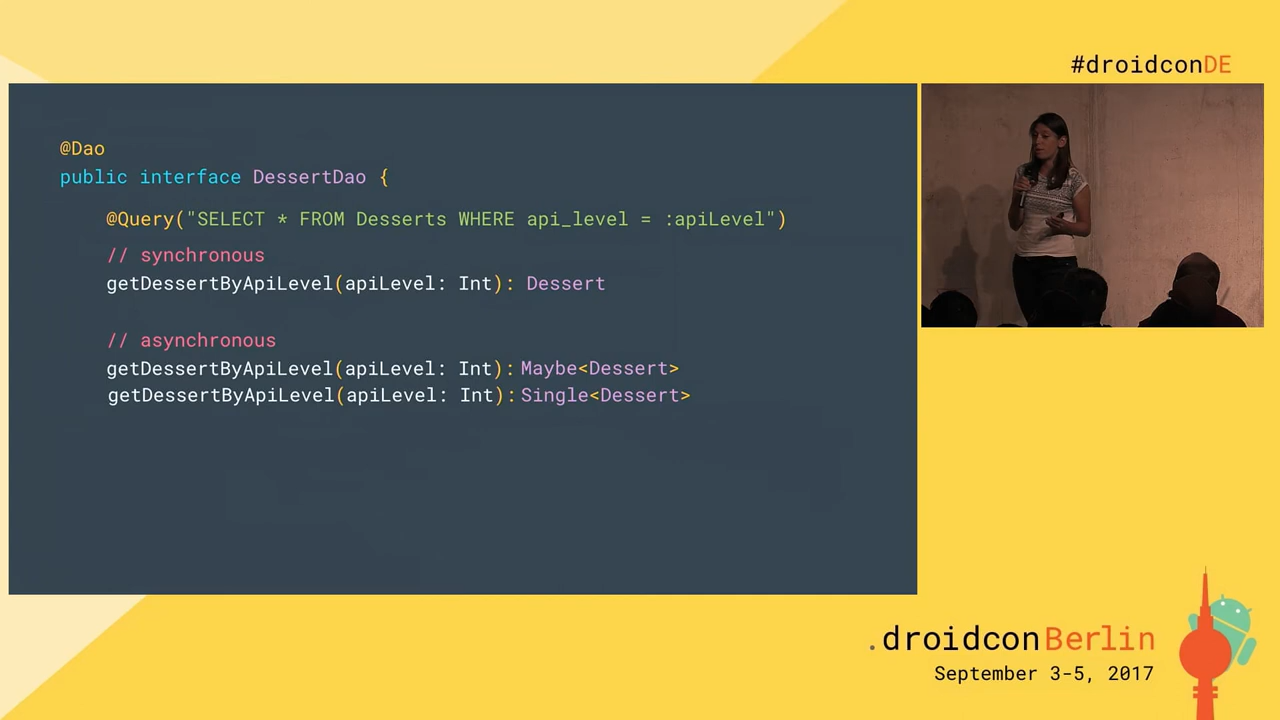 #droidconDE
@Dao
public interface DessertDao {
@Query("SELECT * FROM Desserts WHERE api_level = :apiLevel")
// synchronous
getDessertByApiLevel(apiLevel: Int): Dessert
// asynchronous
getDessertByApiLevel(apiLevel: Int): Maybe<Dessert>
getDessertByApiLevel(apiLevel: Int): Single<Dessert>
.droidconBerlin
September 3-5, 2017